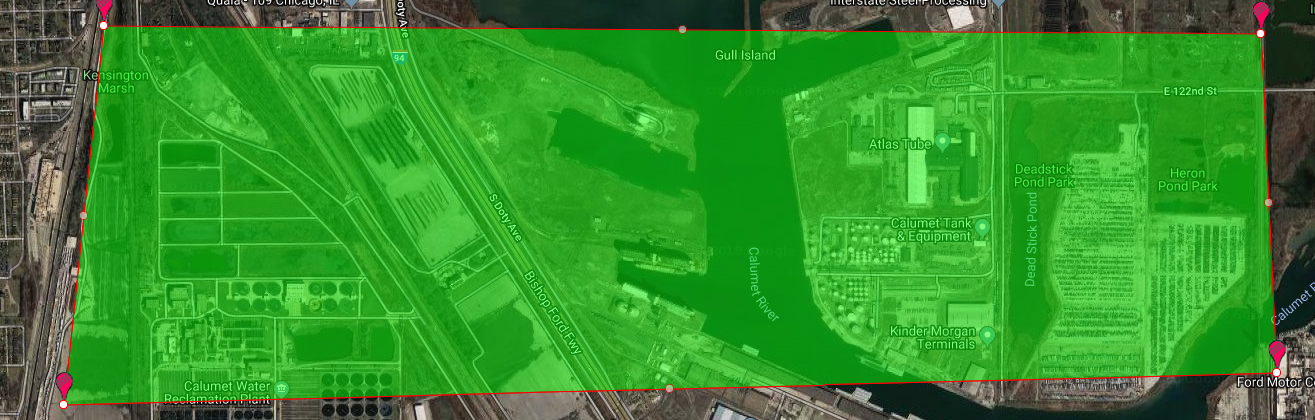 Quala - 109 Chicago, IL
Doty Ave
Interstate Steel Processing
94
Gull Island
Kensington
Marsh
E 122nd St
Atlas Tube
Deadstick
Pond Park
Heron
Pond Park
S Doty Ave
Calumet Tank
& Equipment
Dead Stick Pond
Calumet River
Bishop Ford Fwy
Kinder Morgan
Terminals
Calumet
Calumet Water
Reclamation Plant
Ford Motor C